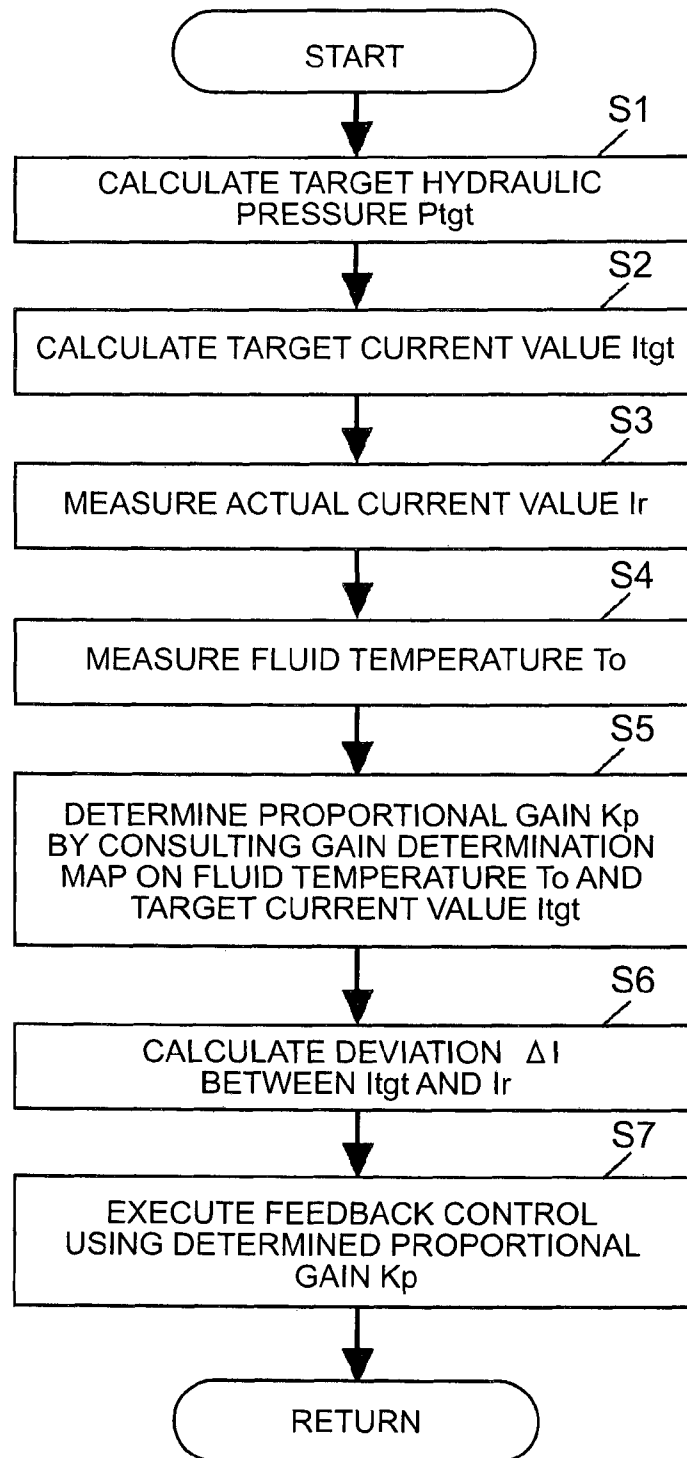 START
S1
CALCULATE TARGET HYDRAULIC
PRESSURE Ptgt
S2
CALCULATE TARGET CURRENT VALUE Itgt
S3
MEASURE ACTUAL CURRENT VALUE Ir
S4
MEASURE FLUID TEMPERATURE To
S5
DETERMINE PROPORTIONAL GAIN Kp
BY CONSULTING GAIN DETERMINATION
MAP ON FLUID TEMPERATURE To AND
TARGET CURRENT VALUE Itgt
S6
CALCULATE DEVIATION ΔI
BETWEEN Itgt AND Ir
S7
EXECUTE FEEDBACK CONTROL
USING DETERMINED PROPORTIONAL
GAIN Kp
RETURN